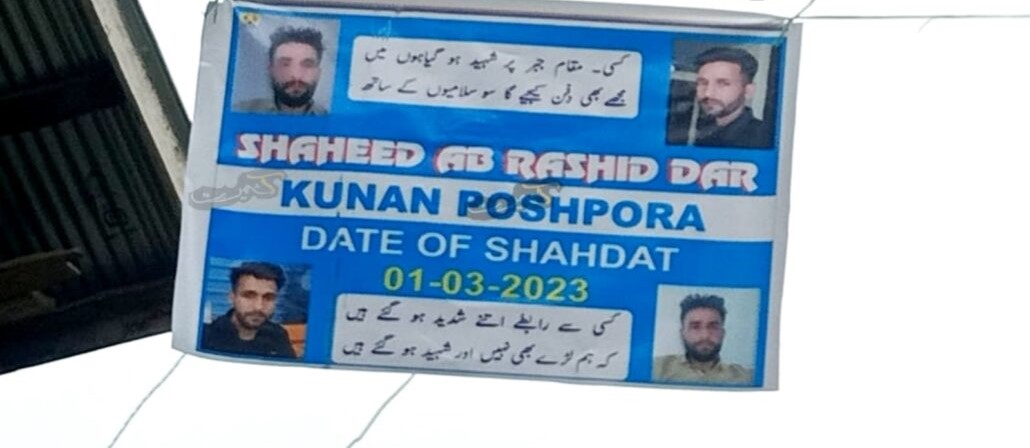 کسی۔ مقام جبر پر شہید ہو گیاہوں میں
مجھے بھی دفن کیجیے گا سو سلامیوں کے ساتھ
SHAHEED AB RASHID DAR
KUNAN POSHPORA
DATE OF SHAHDAT
01-03-2023
کسی سے رابطے اتنے شدید ہو گئے ہیں
کہ ہم لڑے بھی نہیں اور شہید ہو گئے ہیں